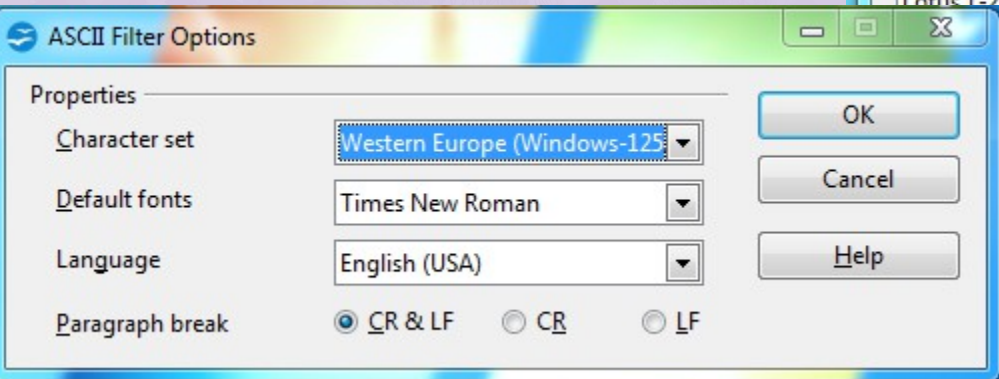 ASCII Filter Options
Properties
Character set
Western Europe (Windows-125
OK
Default fonts
Times New Roman
Cancel
Language
English (USA)
Help
Paragraph break
CR & LF CR LF